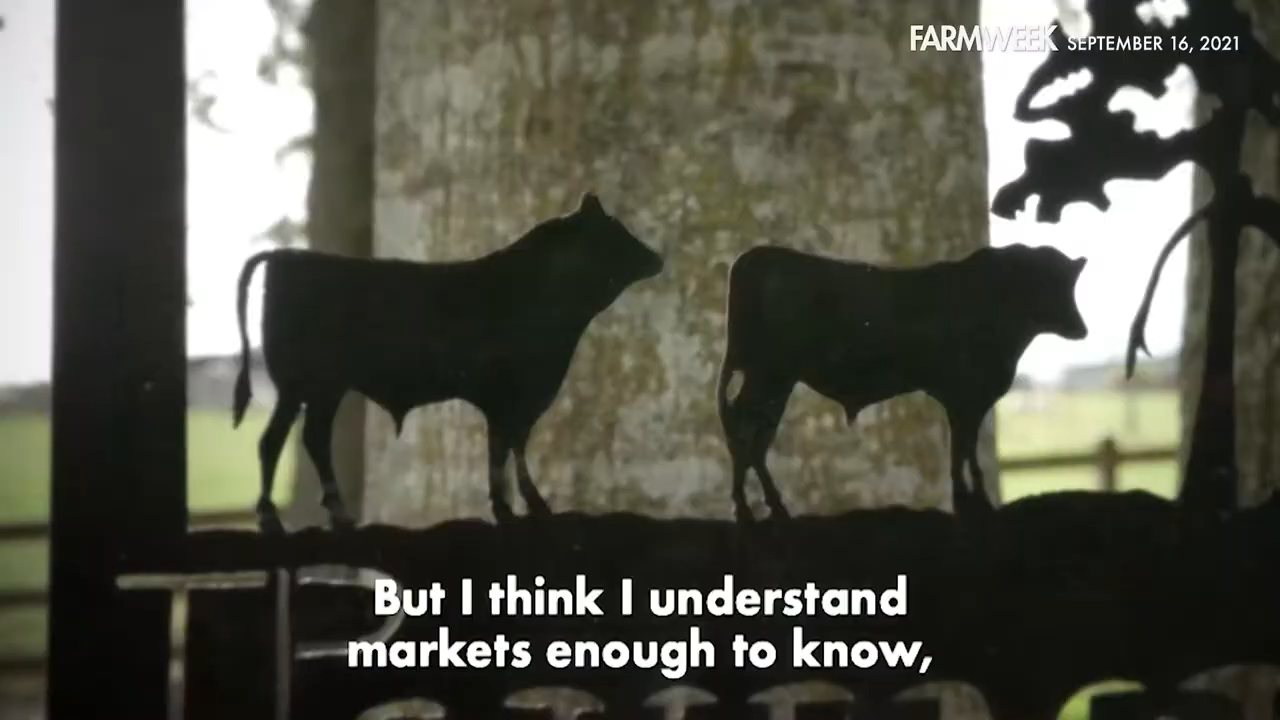 FARMWEEK SEPTEMBER 16, 2021
But I think I understand
markets enough to know,